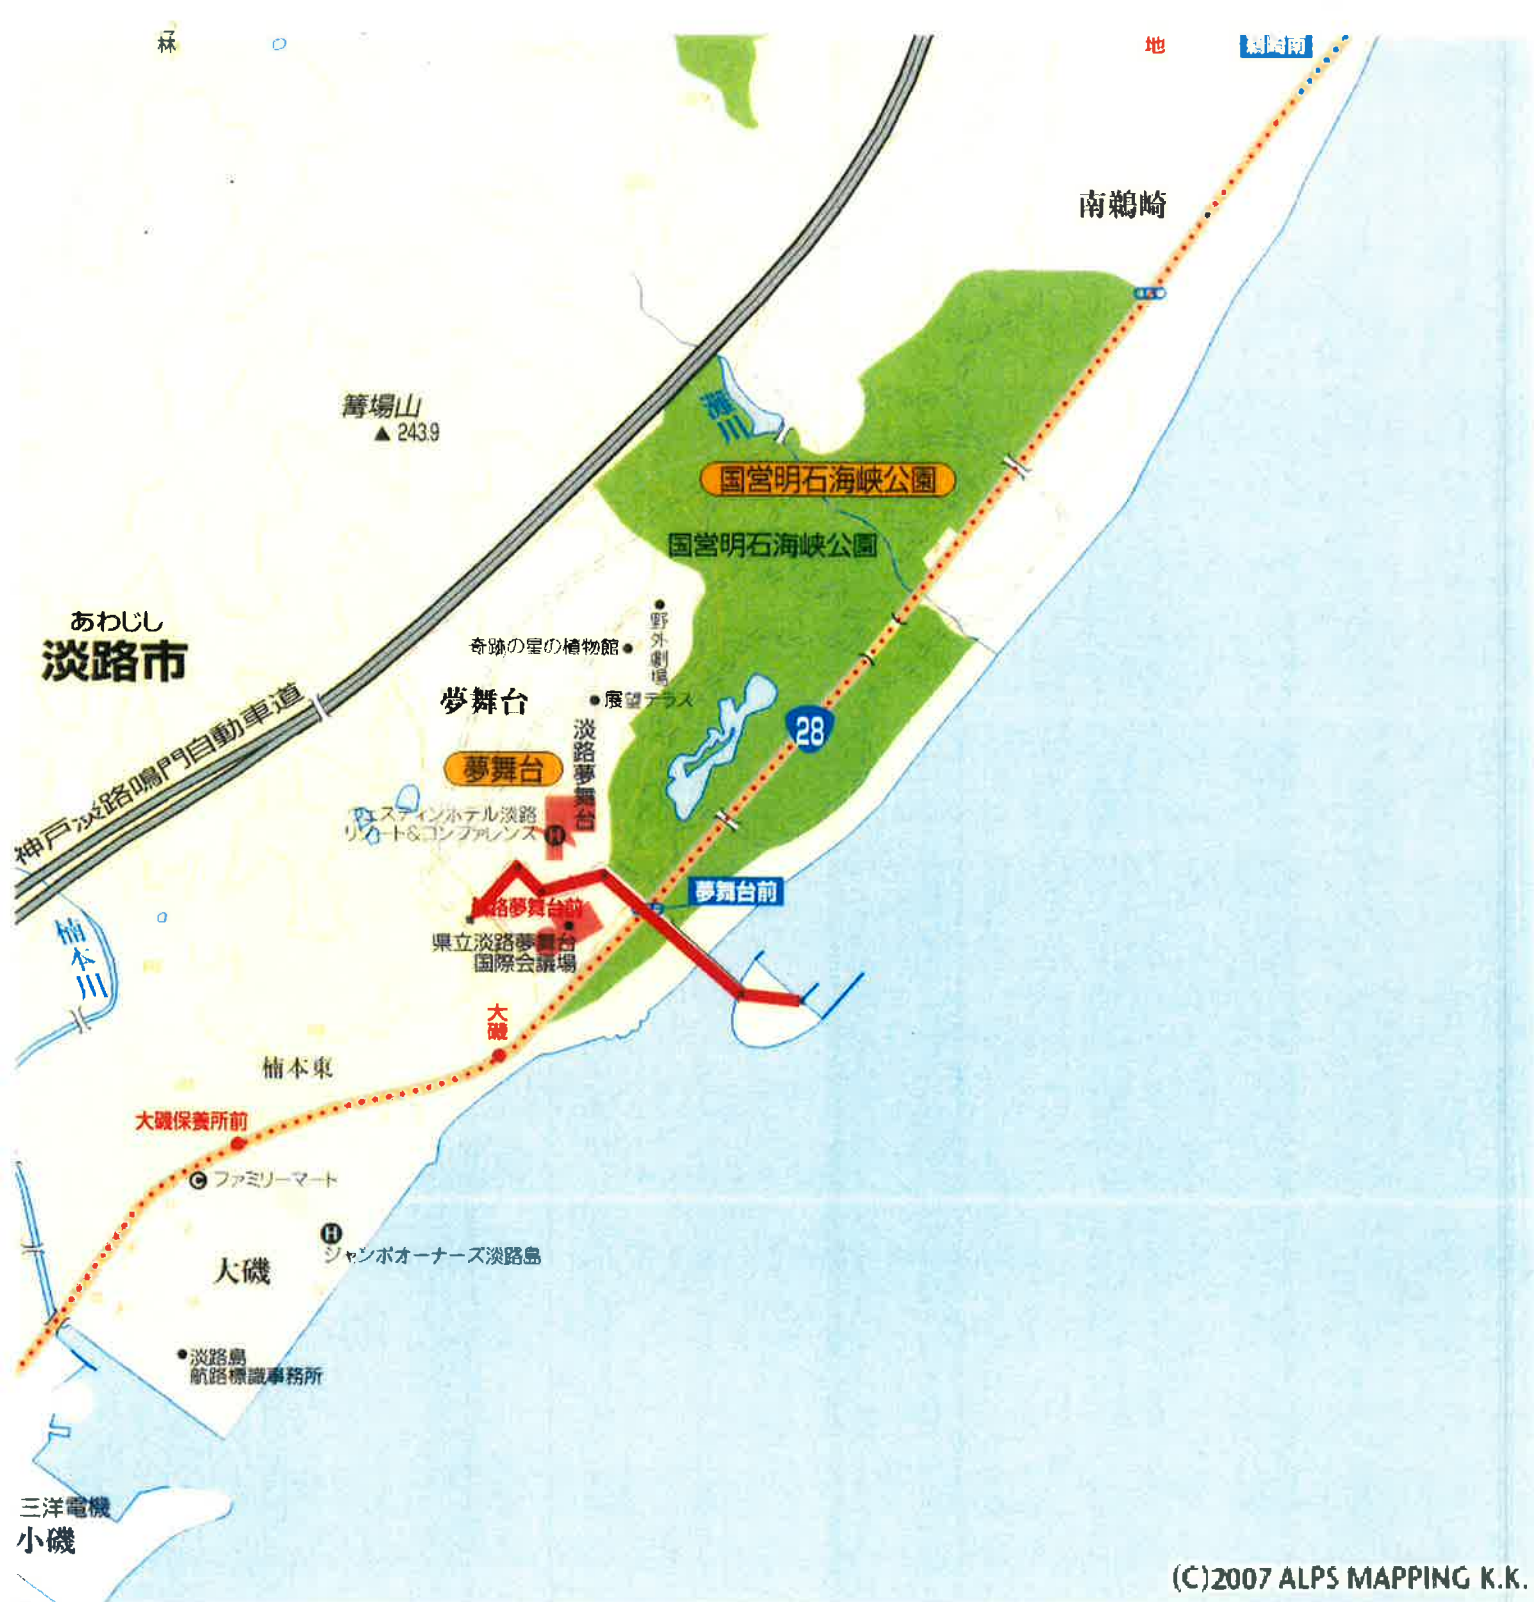 林
地
鵜崎南
南鵜崎
篝場山
▲ 243.9
灘川
国営明石海峡公園
国営明石海峡公園
あわじし
淡路市
野外劇場
奇跡の星の植物館
夢舞台
展望テラス
28
淡路夢舞台
神戸淡路鳴門自動車道
夢舞台
ウェスティンホテル淡路
リゾート&コンファレンス
H
夢舞台前
淡路夢舞台前
県立淡路夢舞台
国際会議場
楠本川
大磯
楠本東
大磯保養所前
C ファミリーマート
H
ジャンボオーナーズ淡路島
大磯
淡路島
航路標識事務所
三洋電機
小磯
(C)2007 ALPS MAPPING K.K.